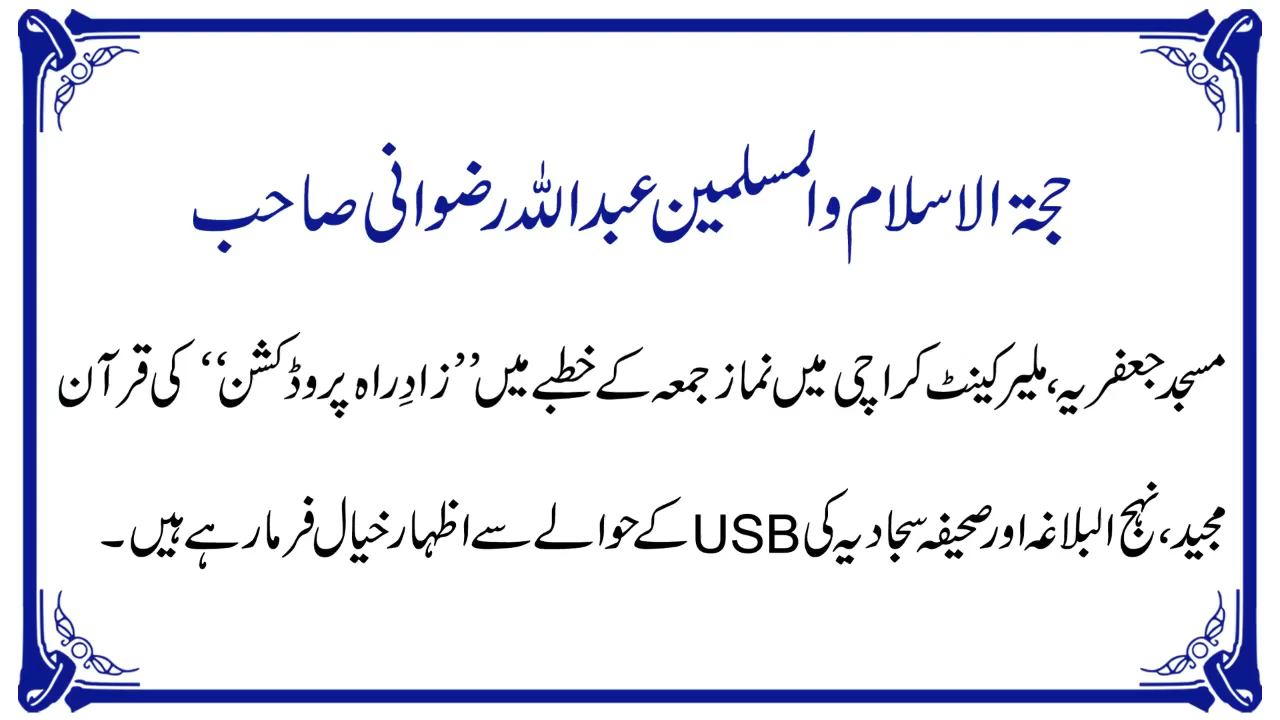 حجۃ الاسلام والمسلمین عبداللہ رضوانی صاحب
مسجد جعفریہ، ملیر کینٹ کراچی میں نماز جمعہ کے خطبے میں ’’زادِ راہ پروڈکشن‘‘ کی قرآن
مجید، نہج البلاغہ اور صحیفہ سجادیہ کی USB کے حوالے سے اظہار خیال فرما رہے ہیں۔